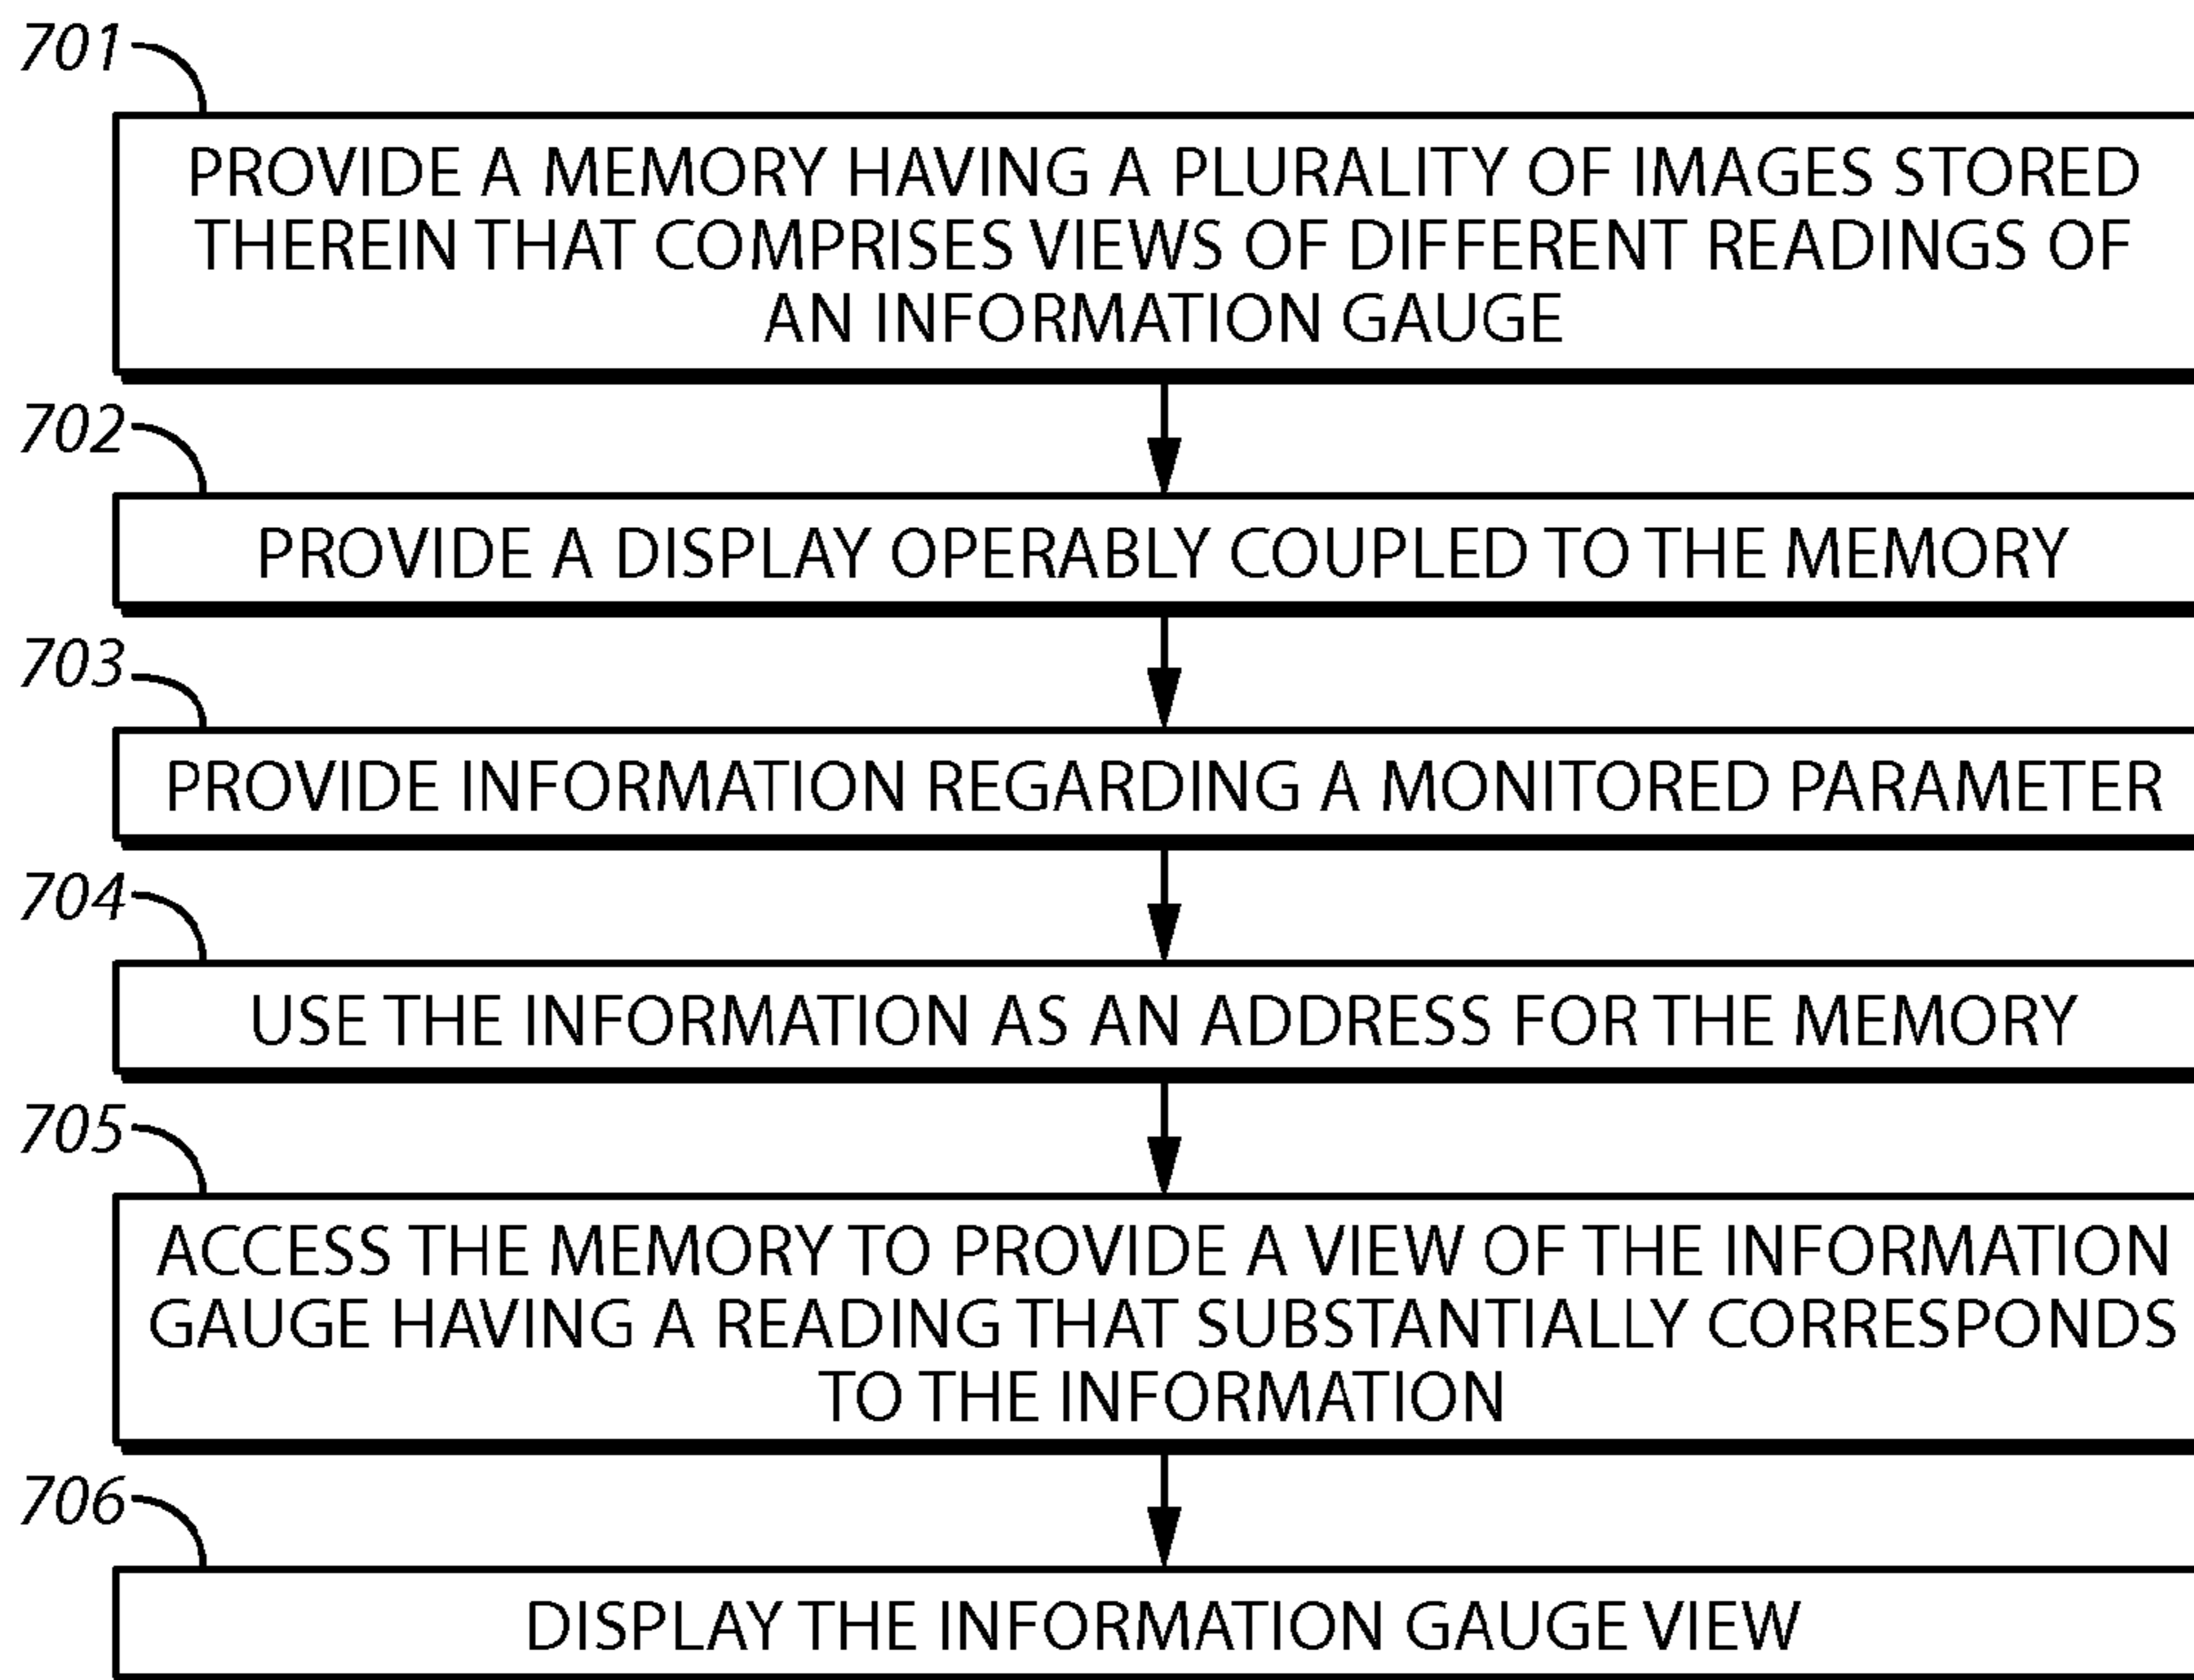 701
PROVIDE A MEMORY HAVING A PLURALITY OF IMAGES STORED
THEREIN THAT COMPRISES VIEWS OF DIFFERENT READINGS OF
AN INFORMATION GAUGE
702
PROVIDE A DISPLAY OPERABLY COUPLED TO THE MEMORY
703
PROVIDE INFORMATION REGARDING A MONITORED PARAMETER
704
USE THE INFORMATION AS AN ADDRESS FOR THE MEMORY
705
ACCESS THE MEMORY TO PROVIDE A VIEW OF THE INFORMATION
GAUGE HAVING A READING THAT SUBSTANTIALLY CORRESPONDS
TO THE INFORMATION
706
DISPLAY THE INFORMATION GAUGE VIEW